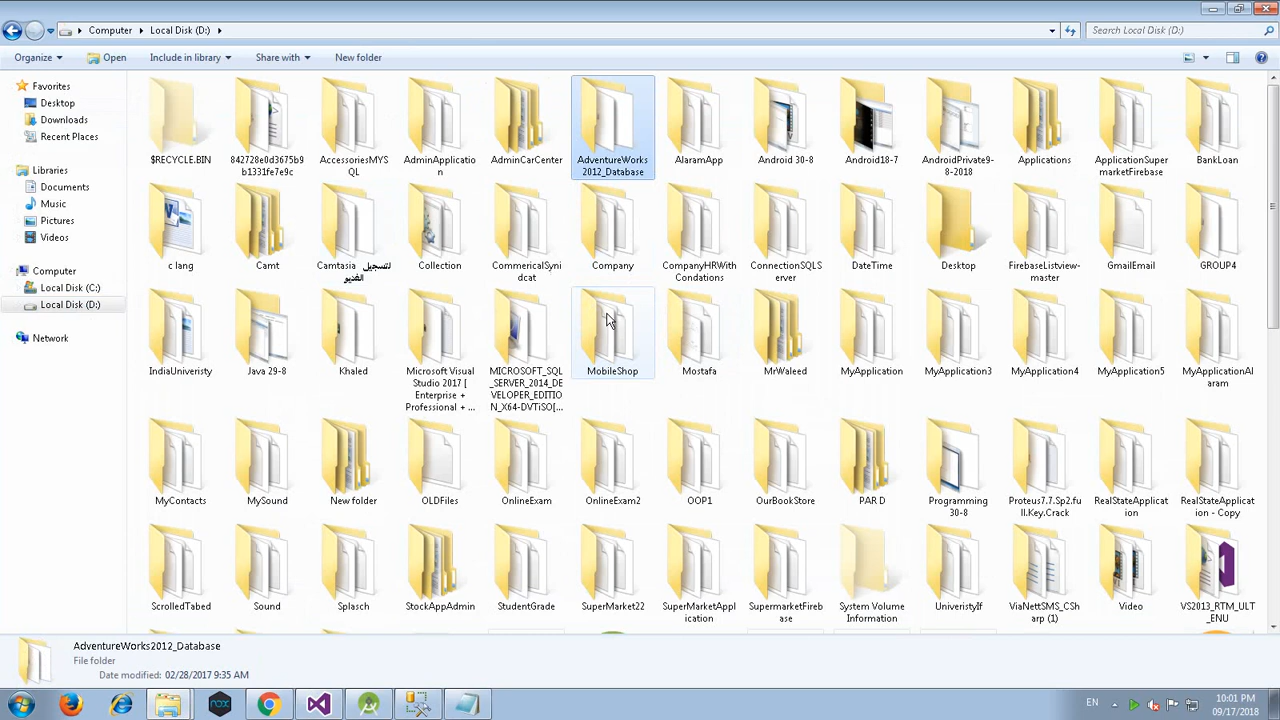 Computer ▸ Local Disk (D:) ▸
Search Local Disk (D:)
Organize Open Include in library Share with New folder
Favorites
Desktop
Downloads
Recent Places
Libraries
Documents
Music
Pictures
Videos
Computer
Local Disk (C:)
Local Disk (D:)
Network
$RECYCLE.BIN
842728e0d3675b9
b1331fe7e9c
AccessoriesMYS
QL
AdminApplicatio
n
AdminCarCenter
AdventureWorks
2012_Database
AlaramApp
Android 30-8
Android18-7
AndroidPrivate9-
8-2018
Applications
ApplicationSuper
marketFirebase
BankLoan
c lang
Camt
Camtasia لتسجيل
الفديو
Collection
CommericalSyni
dcat
Company
CompanyHRWith
Condations
ConnectionSQLS
erver
DateTime
Desktop
FirebaseListview-
master
GmailEmail
GROUP4
IndiaUniveristy
Java 29-8
Khaled
Microsoft Visual
Studio 2017 [
Enterprise +
Professional + ...
MICROSOFT_SQL
_SERVER_2014_DE
VELOPER_EDITIO
N_X64-DVTiSO[...
MobileShop
Mostafa
MrWaleed
MyApplication
MyApplication3
MyApplication4
MyApplication5
MyApplicationAl
aram
MyContacts
MySound
New folder
OLDFiles
OnlineExam
OnlineExam2
OOP1
OurBookStore
PAR D
Programming
30-8
Proteus7.7.Sp2.fu
ll.Key.Crack
RealStateApplicat
ion
RealStateApplicat
ion - Copy
ScrolledTabed
Sound
Splasch
StockAppAdmin
StudentGrade
SuperMarket22
SuperMarketAppl
ication
SupermarketFireb
ase
System Volume
Information
UniveristyIf
ViaNettSMS_CSh
arp (1)
Video
VS2013_RTM_ULT
_ENU
AdventureWorks2012_Database
File folder
Date modified: 02/28/2017 9:35 AM
nox
EN
10:01 PM
09/17/2018